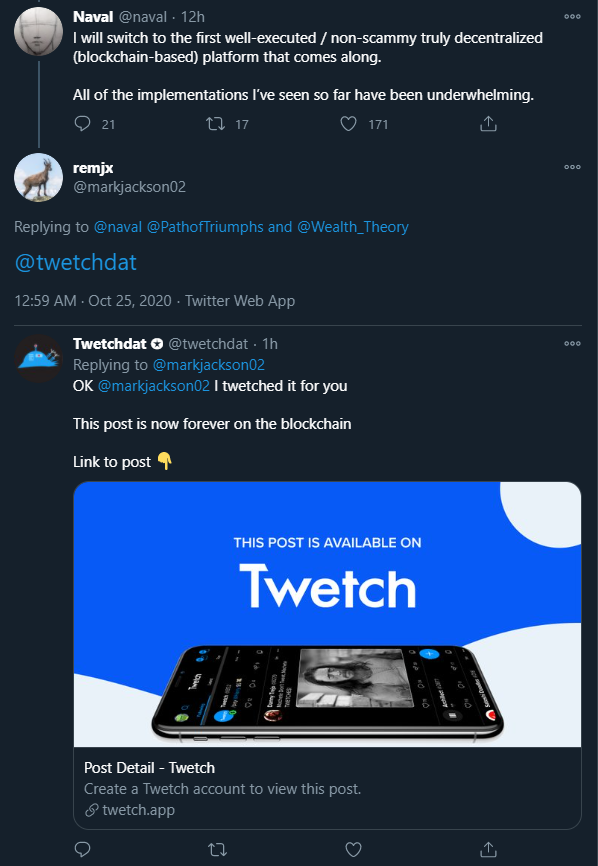 Naval @naval · 12h
I will switch to the first well-executed / non-scammy truly decentralized
(blockchain-based) platform that comes along.
All of the implementations I've seen so far have been underwhelming.
21 17 171
remjx
@markjackson02
Replying to @naval @PathofTriumphs and @Wealth_Theory
@twetchdat
12:59 AM · Oct 25, 2020 · Twitter Web App
Twetchdat @twetchdat · 1h
Replying to @markjackson02
OK @markjackson02 I twetched it for you
This post is now forever on the blockchain
Link to post 👇
THIS POST IS AVAILABLE ON
Twetch
Twetch
Post Detail - Twetch
Create a Twetch account to view this post.
twetch.app